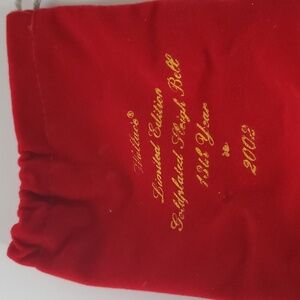 Wallace®
Limited Edition
Goldplated Sleigh Bell
13th Year
2003